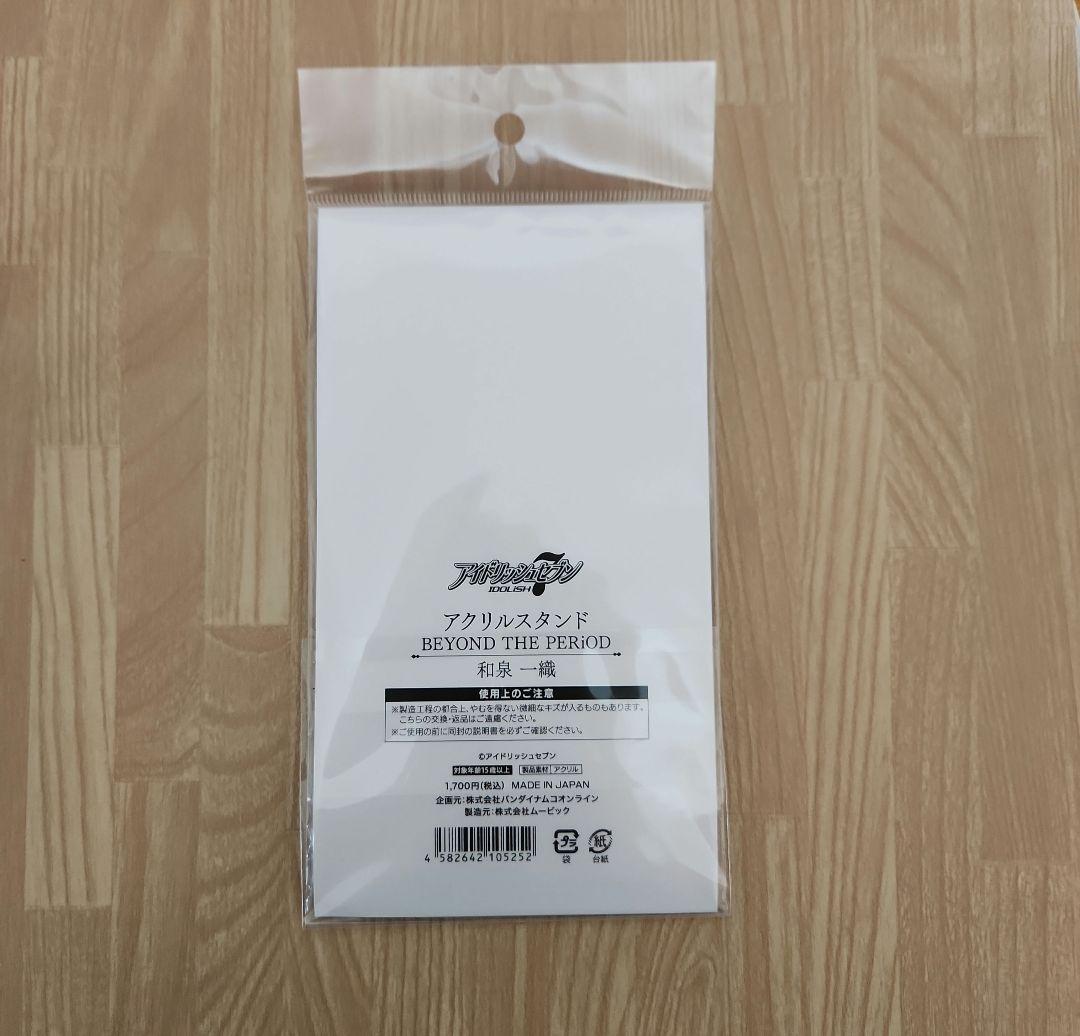 アイドリッシュセブン
IDOLiSH 7
アクリルスタンド
BEYOND THE PERiOD
和泉 一織
使用上のご注意
※製造工程の都合上、やむを得ない微細なキズが入るものもあります。
こちらの交換・返品はご遠慮ください。
※ご使用の前に同封の説明書を必ずご確認ください。
©アイドリッシュセブン
対象年齢15歳以上 製品素材 アクリル
1,700円(税込) MADE IN JAPAN
企画元:株式会社バンダイナムコオンライン
製造元:株式会社ムービック
4 582642 105252
プラ 紙
袋 台紙